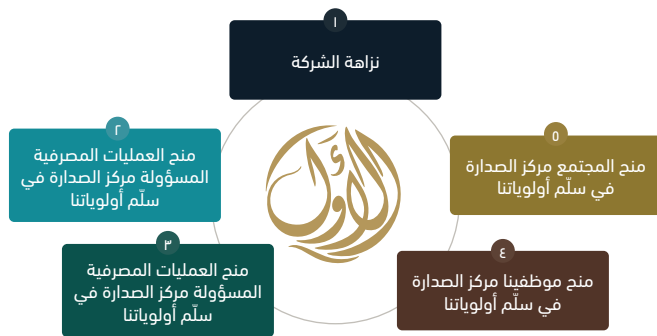 ١
نزاهة الشركة
٢
منح العمليات المصرفية
المسؤولة مركز الصدارة في
سلّم أولوياتنا
٣
منح العمليات المصرفية
المسؤولة مركز الصدارة في
سلّم أولوياتنا
٤
منح موظفينا مركز الصدارة
في سلّم أولوياتنا
٥
منح المجتمع مركز الصدارة
في سلّم أولوياتنا
الأول